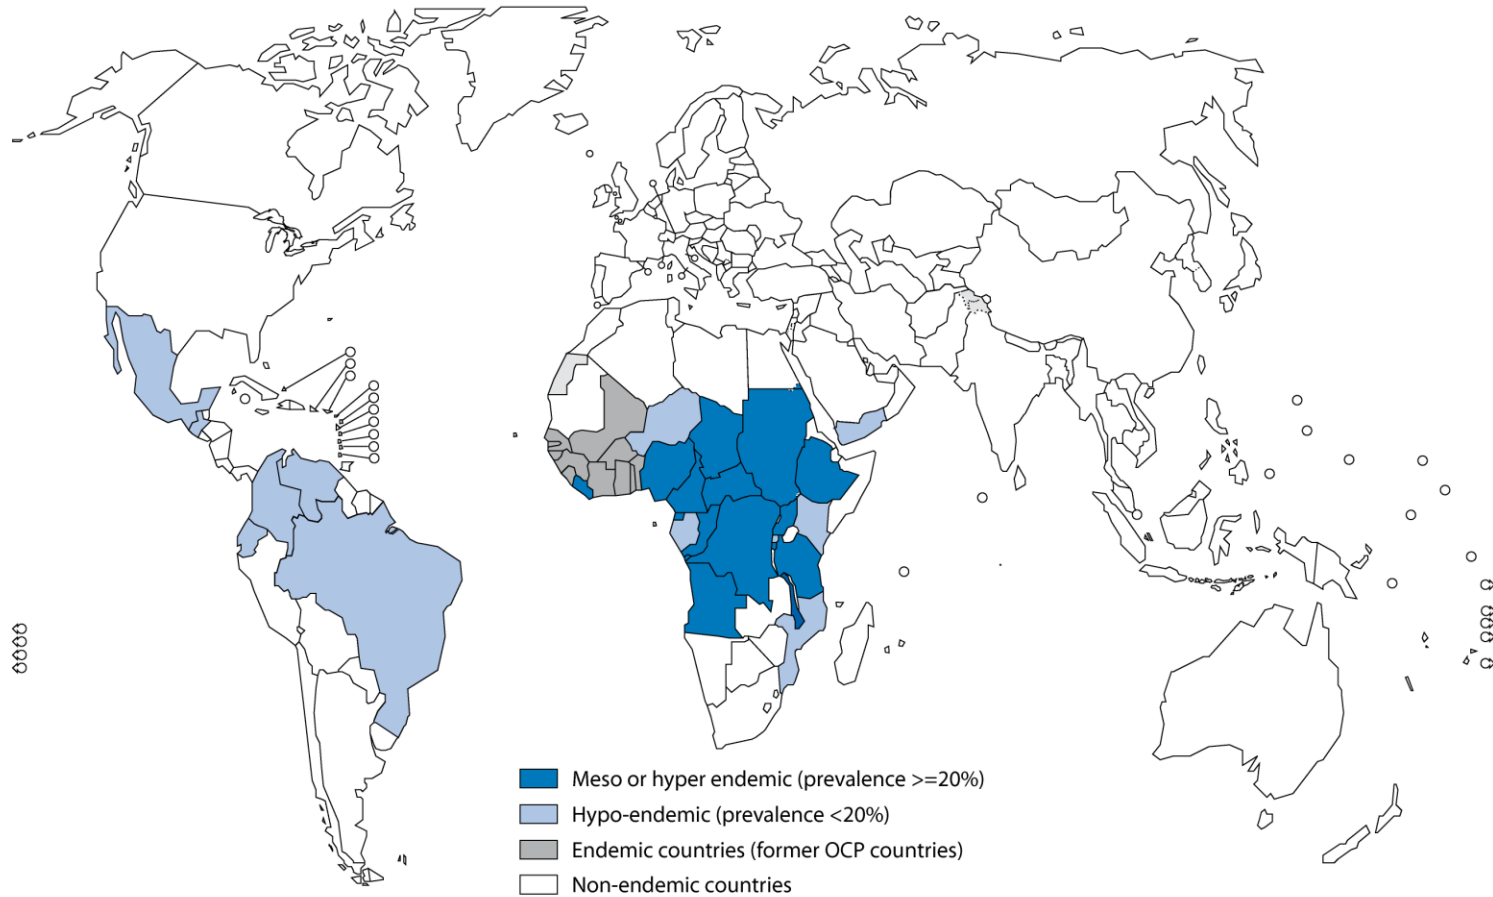 Meso or hyper endemic (prevalence >=20%)
Hypo-endemic (prevalence <20%)
Endemic countries (former OCP countries)
Non-endemic countries